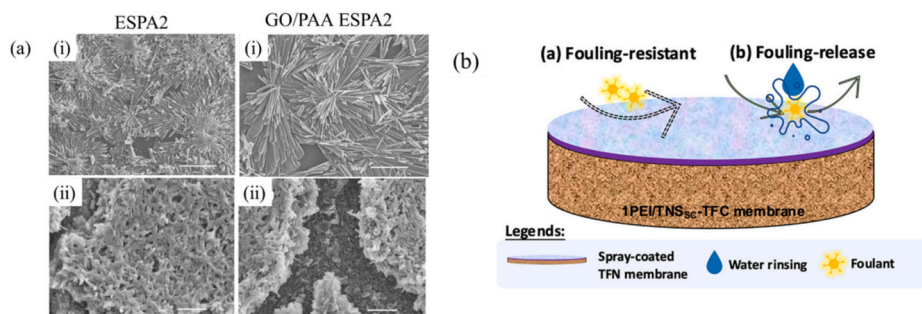 ESPA2
GO/PAA ESPA2
(a)
(i)
(i)
(ii)
(ii)
(b)
(a) Fouling-resistant
(b) Fouling-release
1PEI/TNSSC-TFC membrane
Legends:
Spray-coated
TFN membrane
Water rinsing
Foulant